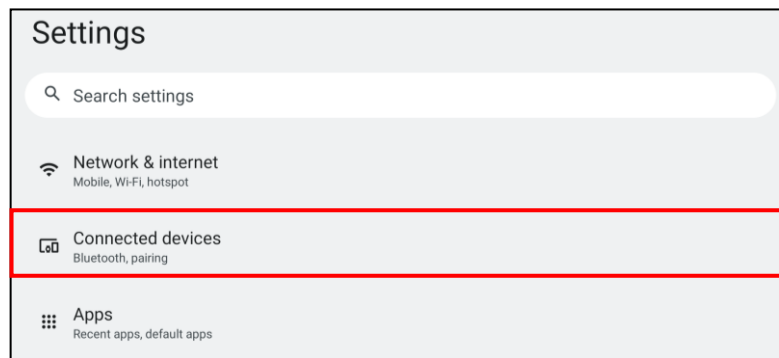 Settings
Search settings
Network & internet
Mobile, Wi-Fi, hotspot
Connected devices
Bluetooth, pairing
Apps
Recent apps, default apps